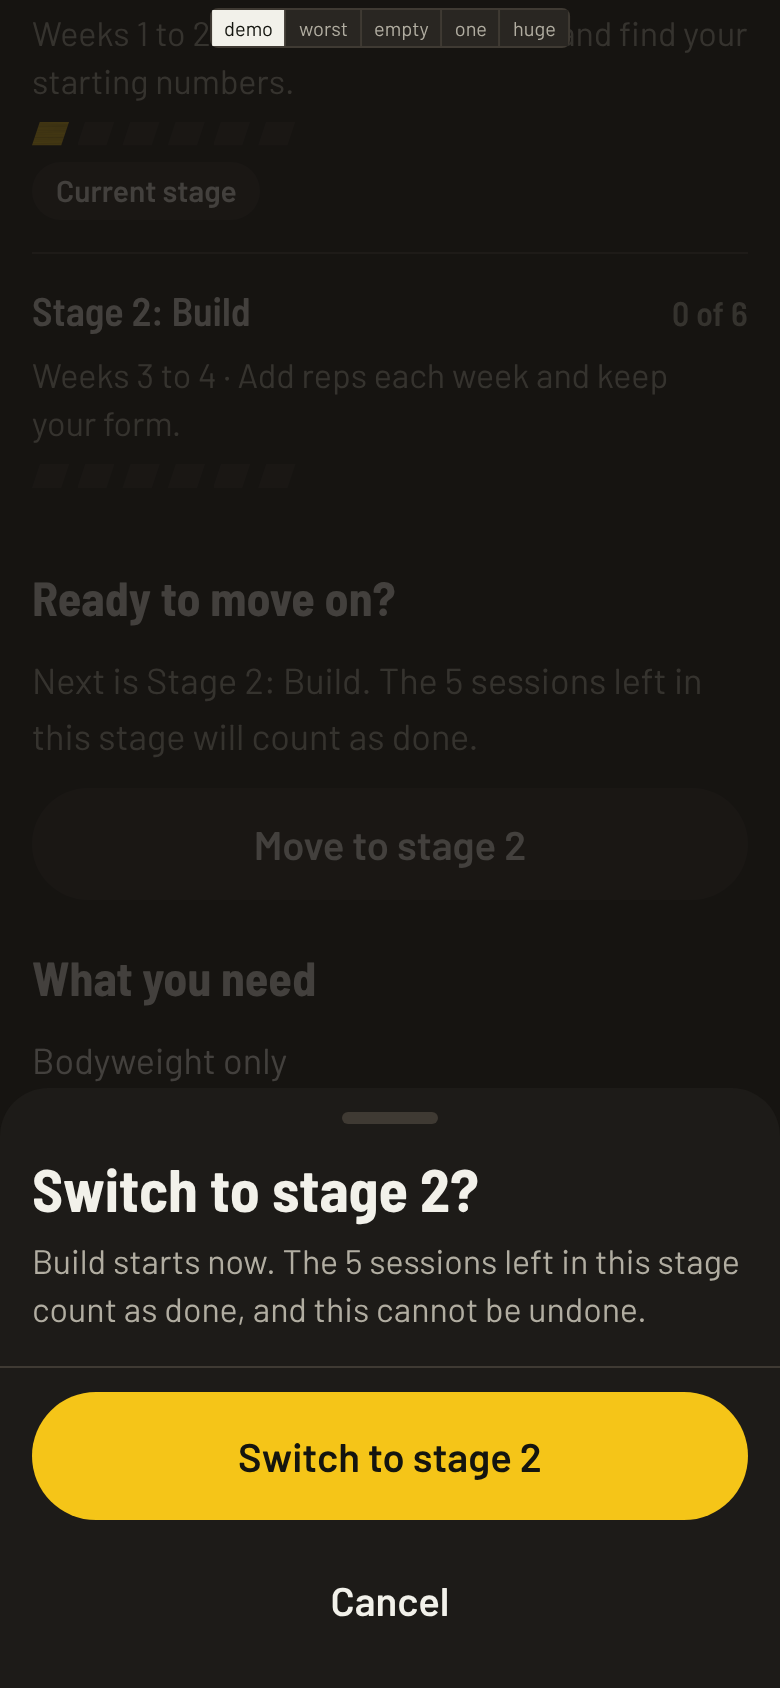 demo worst empty one huge
Weeks 1 to 2 and find your
starting numbers.
Current stage
Stage 2: Build 0 of 6
Weeks 3 to 4 · Add reps each week and keep
your form.
Ready to move on?
Next is Stage 2: Build. The 5 sessions left in
this stage will count as done.
Move to stage 2
What you need
Bodyweight only
Switch to stage 2?
Build starts now. The 5 sessions left in this stage
count as done, and this cannot be undone.
Switch to stage 2
Cancel